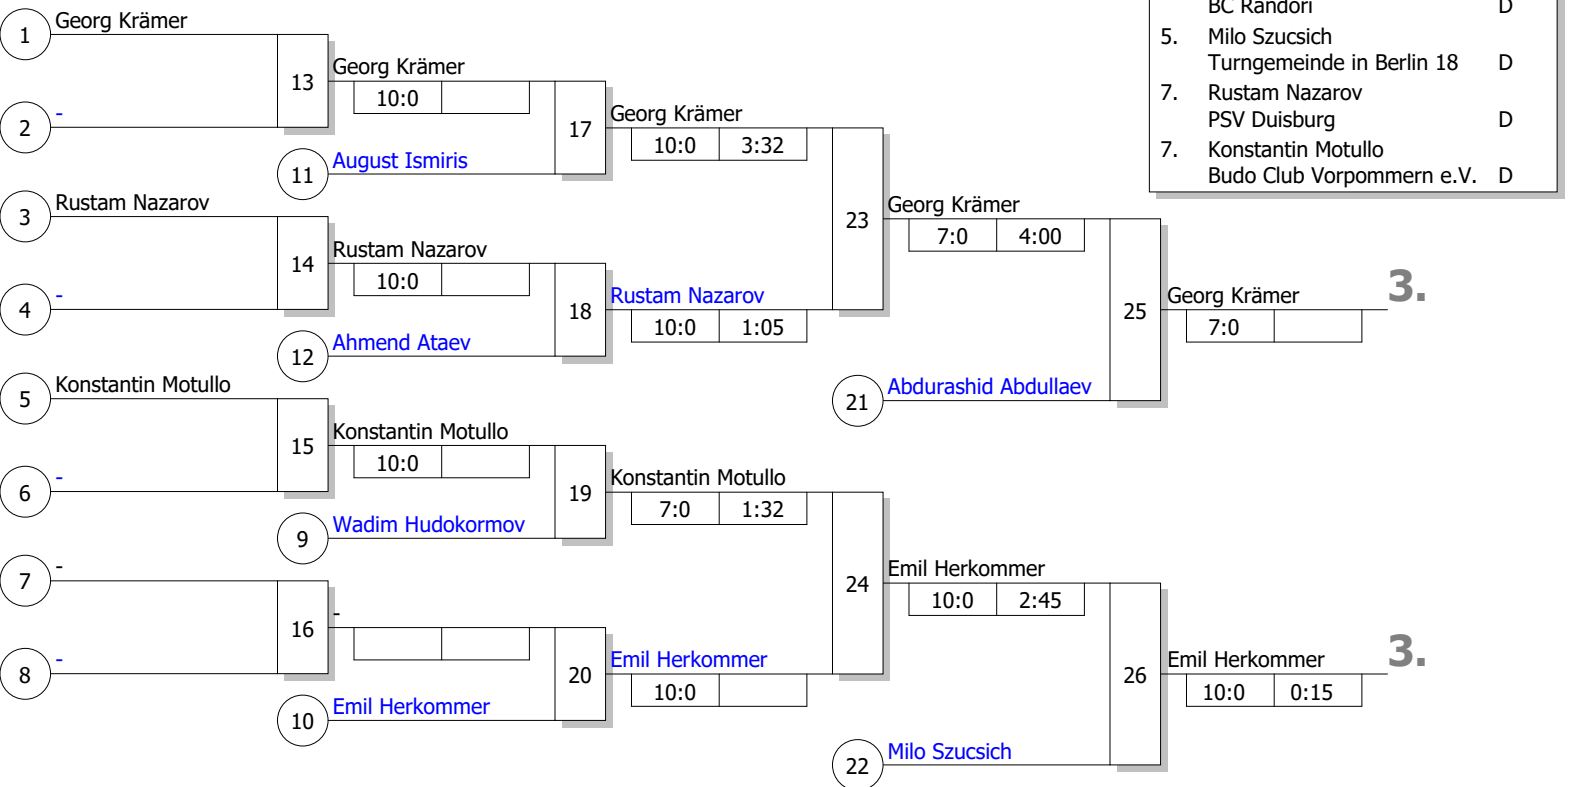 BC Randori D
5. Milo Szucsich
Turngemeinde in Berlin 18 D
7. Rustam Nazarov
PSV Duisburg D
7. Konstantin Motullo
Budo Club Vorpommern e.V. D
1 Georg Krämer
2 -
13 Georg Krämer
10:0
11 August Ismiris
17 Georg Krämer
10:0 3:32
3 Rustam Nazarov
4 -
14 Rustam Nazarov
10:0
12 Ahmend Ataev
18 Rustam Nazarov
10:0 1:05
23 Georg Krämer
7:0 4:00
21 Abdurashid Abdullaev
25 Georg Krämer 3.
7:0
5 Konstantin Motullo
6 -
15 Konstantin Motullo
10:0
9 Wadim Hudokormov
19 Konstantin Motullo
7:0 1:32
7 -
8 -
16 -
10 Emil Herkommer
20 Emil Herkommer
10:0
24 Emil Herkommer
10:0 2:45
22 Milo Szucsich
26 Emil Herkommer 3.
10:0 0:15